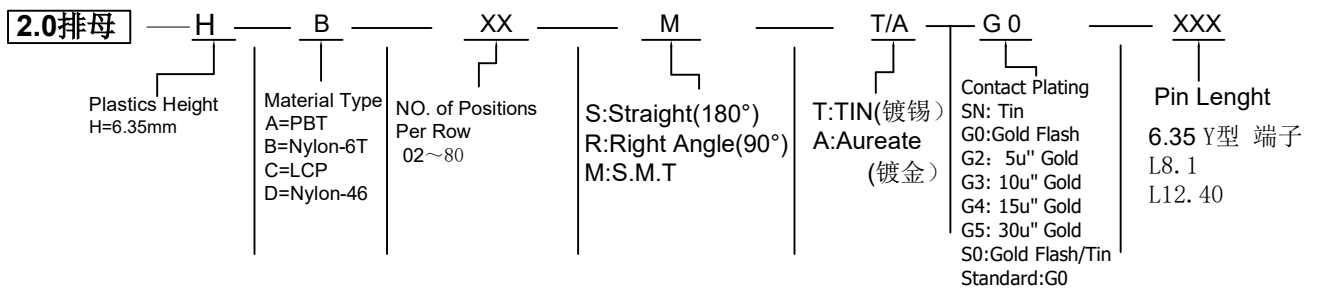 2.0排母 H B XX M T/A G 0 XXX
Plastics Height
H=6.35mm
Material Type
A=PBT
B=Nylon-6T
C=LCP
D=Nylon-46
NO. of Positions
Per Row
02～80
S:Straight(180°)
R:Right Angle(90°)
M:S.M.T
T:TIN(镀锡）
A:Aureate
(镀金）
Contact Plating
SN: Tin
G0:Gold Flash
G2： 5u" Gold
G3: 10u" Gold
G4: 15u" Gold
G5: 30u" Gold
S0:Gold Flash/Tin
Standard:G0
Pin Lenght
6.35 Y型 端子
L8.1
L12.40